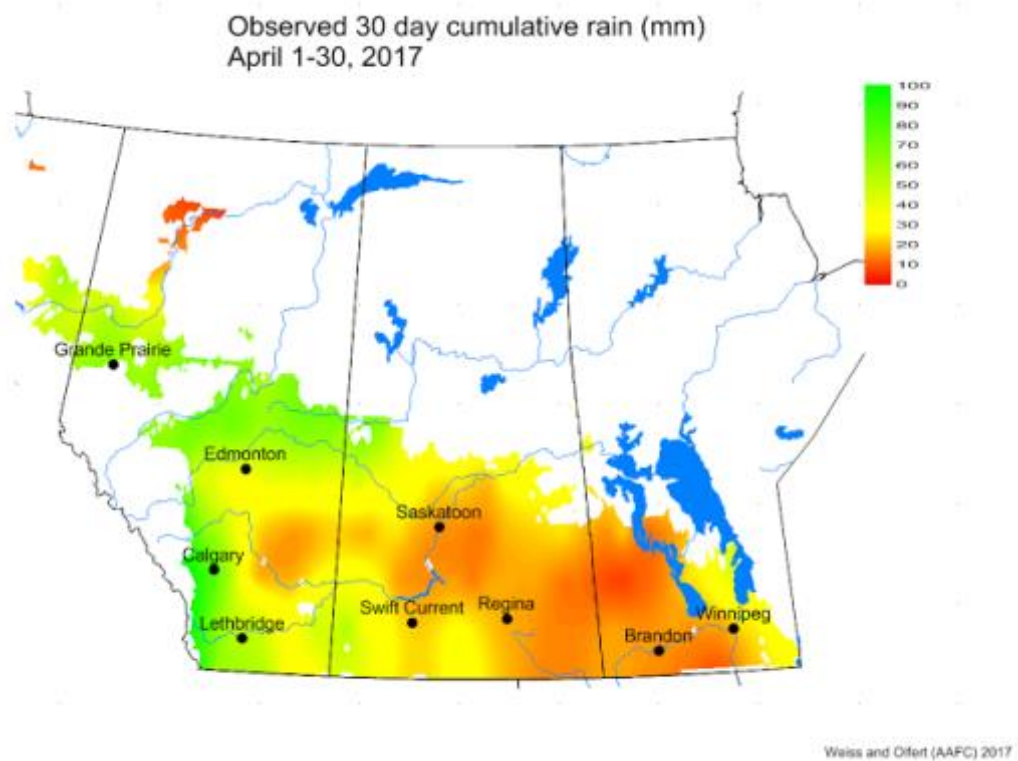 Observed 30 day cumulative rain (mm)
April 1-30, 2017
100
90
80
70
60
50
40
30
20
10
0
Grande Prairie
Edmonton
Saskatoon
Calgary
Swift Current
Regina
Lethbridge
Winnipeg
Brandon
Weiss and Olfert (AAFC) 2017